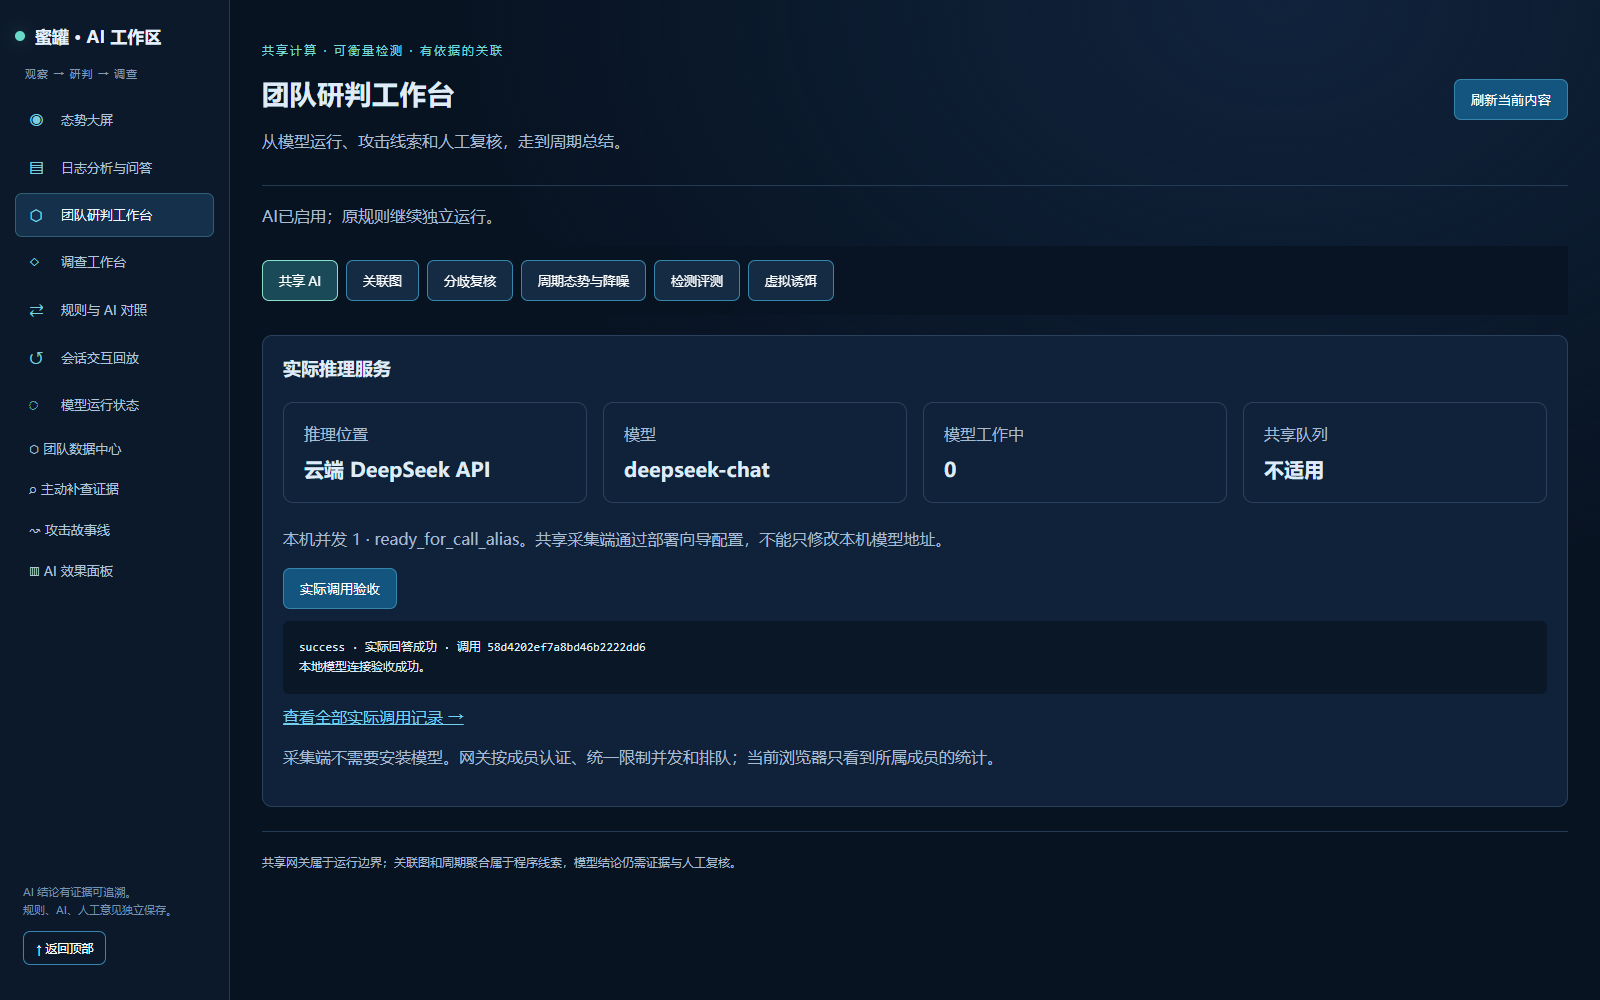 蜜罐 • AI 工作区
观察 → 研判 → 调查
态势大屏
日志分析与问答
团队研判工作台
调查工作台
规则与 AI 对照
会话交互回放
模型运行状态
团队数据中心
主动补查证据
攻击故事线
AI 效果面板
AI 结论有证据可追溯。
规则、AI、人工意见独立保存。
↑ 返回顶部
共享计算 · 可衡量检测 · 有依据的关联
团队研判工作台
从模型运行、攻击线索和人工复核，走到周期总结。
刷新当前内容
AI已启用；原规则继续独立运行。
共享 AI
关联图
分歧复核
周期态势与降噪
检测评测
虚拟诱饵
实际推理服务
推理位置
云端 DeepSeek API
模型
deepseek-chat
模型工作中
0
共享队列
不适用
本机并发 1 · ready_for_call_alias。共享采集端通过部署向导配置，不能只修改本机模型地址。
实际调用验收
success · 实际回答成功 · 调用 58d4202ef7a8bd46b2222dd6
本地模型连接验收成功。
查看全部实际调用记录 →
采集端不需要安装模型。网关按成员认证、统一限制并发和排队；当前浏览器只看到所属成员的统计。
共享网关属于运行边界；关联图和周期聚合属于程序线索，模型结论仍需证据与人工复核。